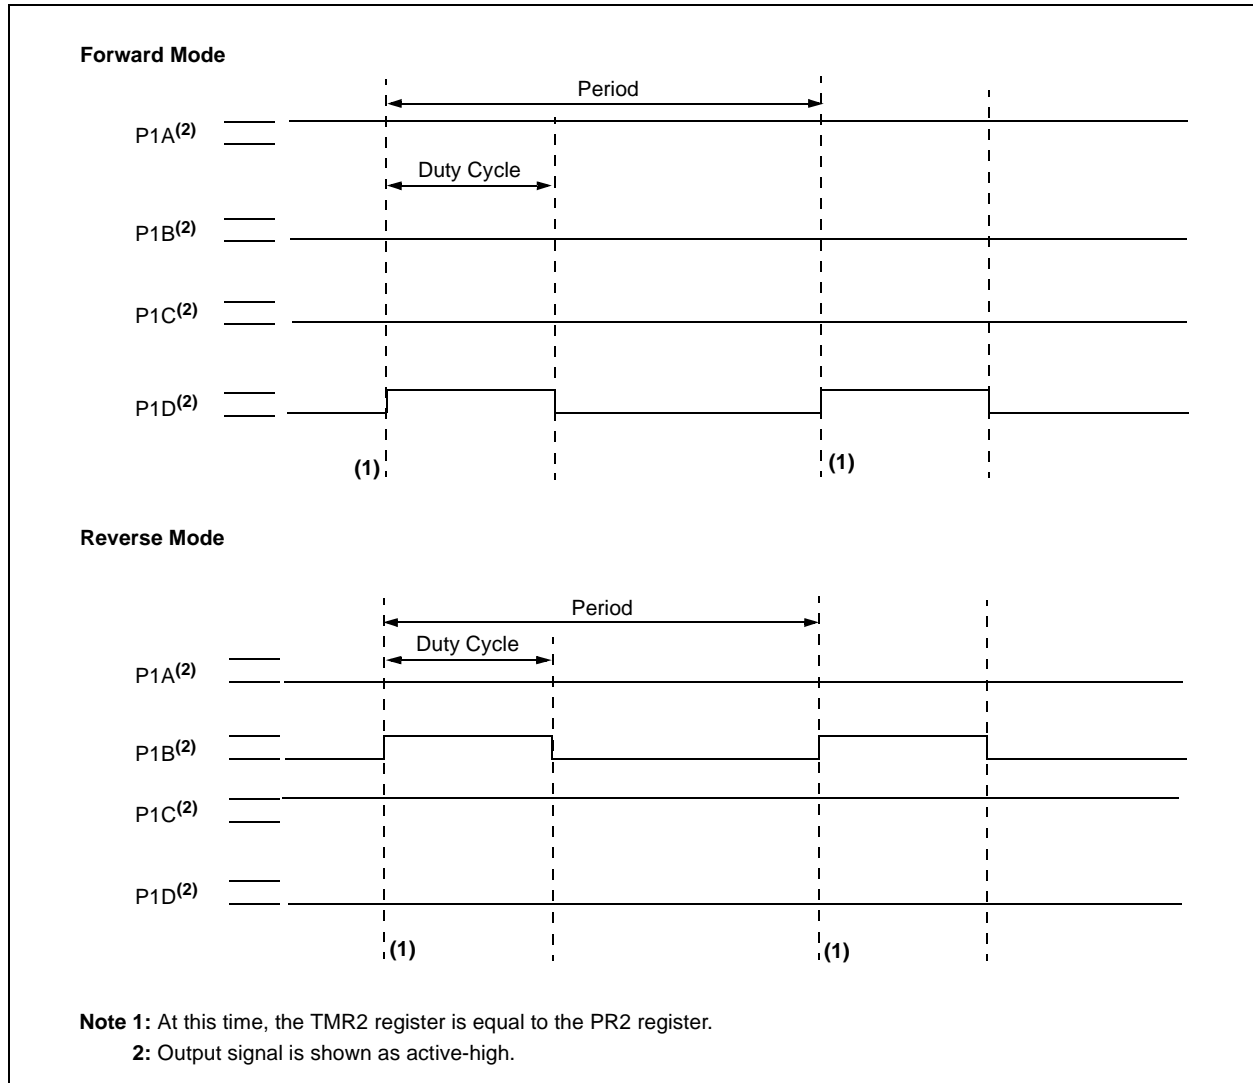 Forward Mode
Period
P1A(2)
Duty Cycle
P1B(2)
P1C(2)
P1D(2)
(1)
(1)
Reverse Mode
Period
Duty Cycle
P1A(2)
P1B(2)
P1C(2)
P1D(2)
(1)
(1)
Note 1: At this time, the TMR2 register is equal to the PR2 register.
2: Output signal is shown as active-high.